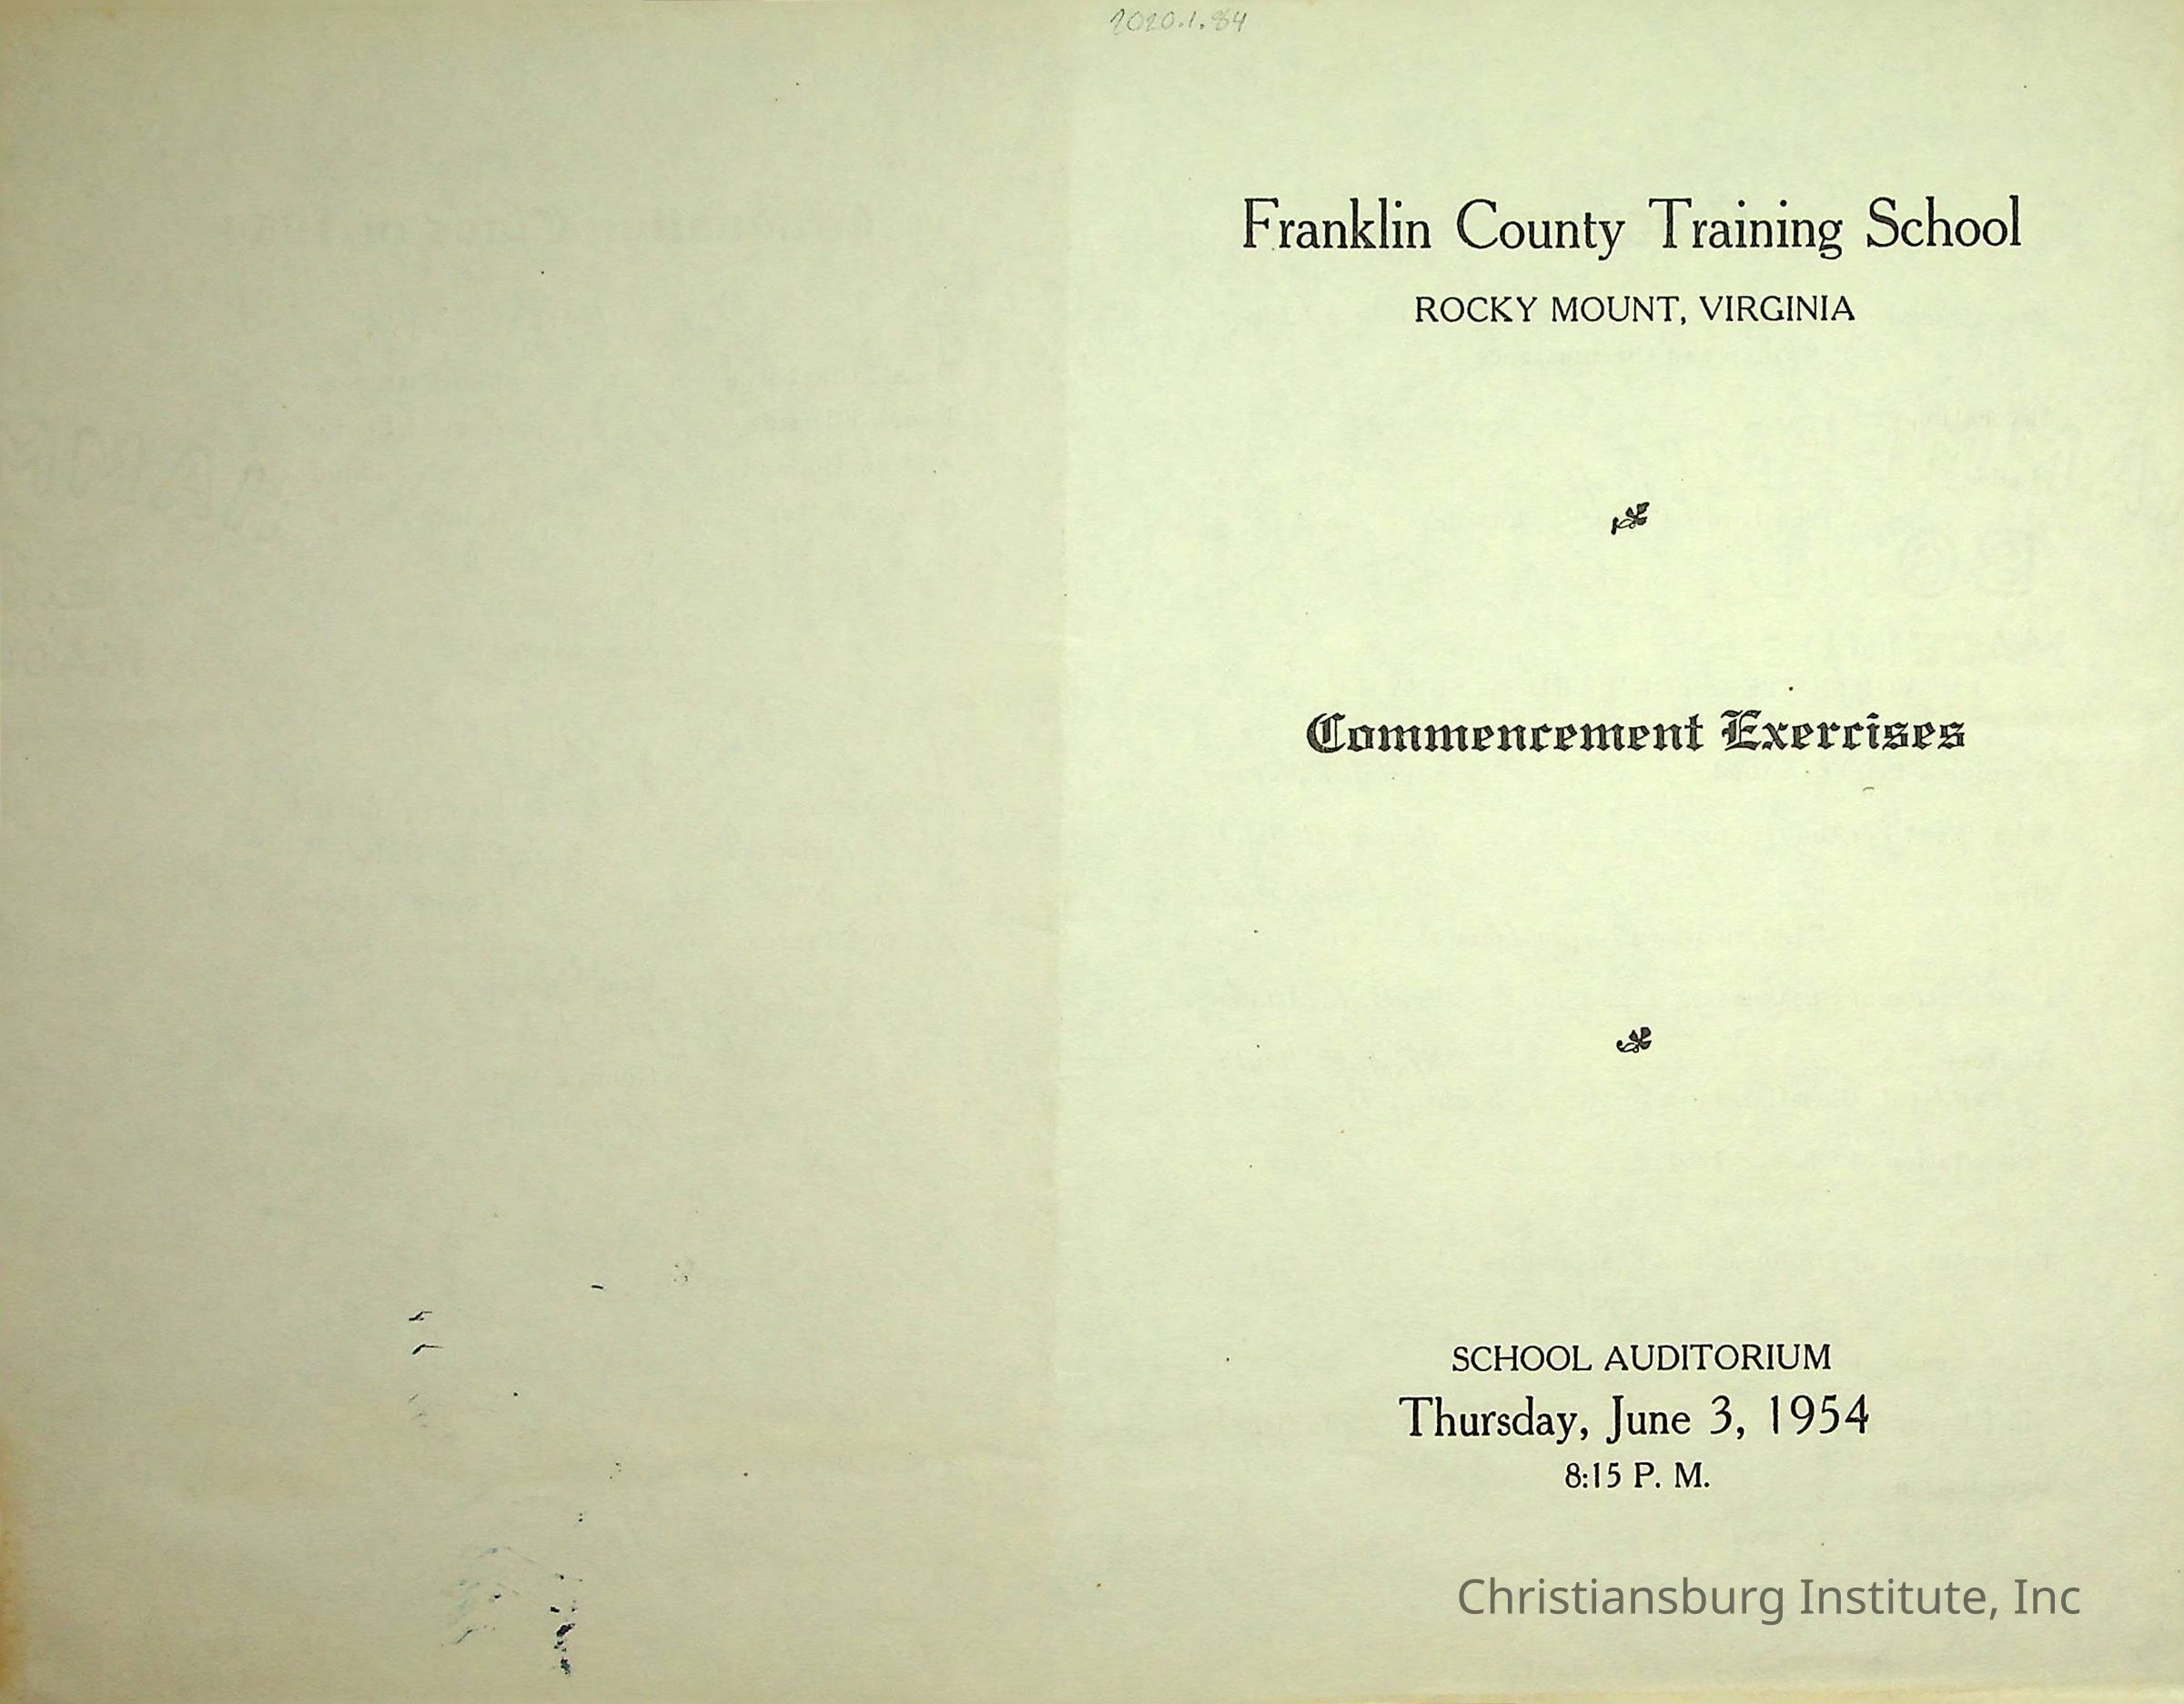 2020.1.84
Franklin County Training School
ROCKY MOUNT, VIRGINIA
Commencement Exercises
SCHOOL AUDITORIUM
Thursday, June 3, 1954
8:15 P. M.
Christiansburg Institute, Inc